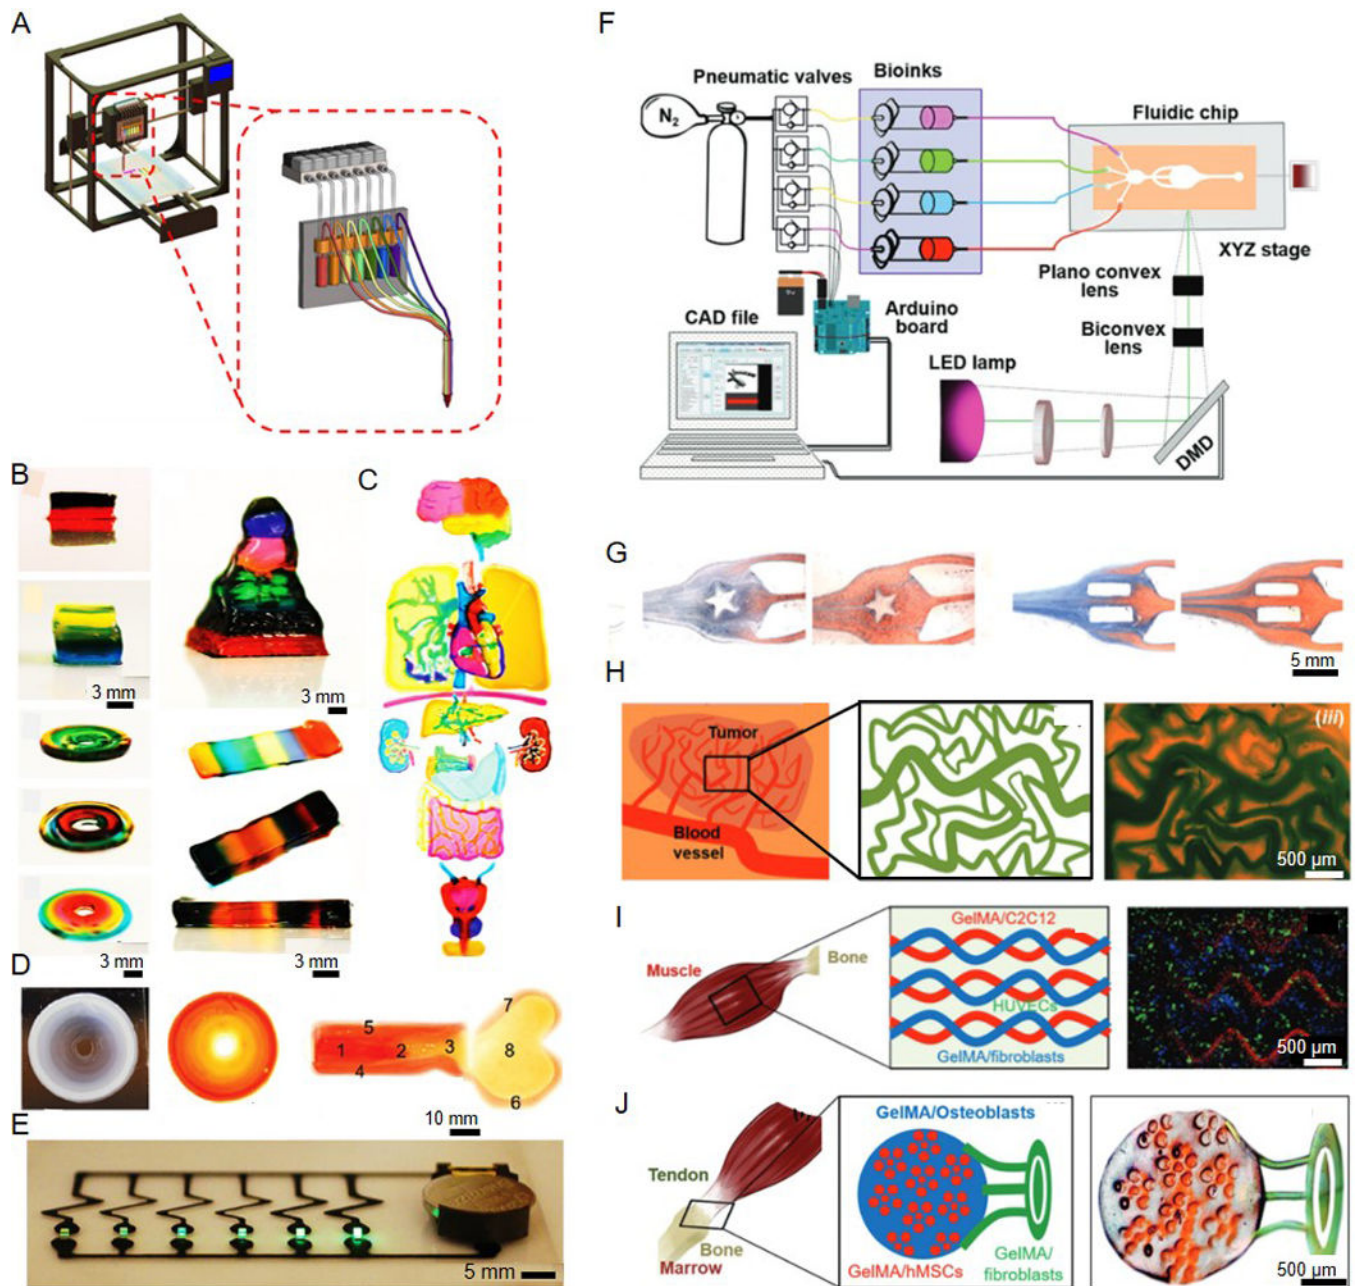 A
F
Pneumatic valves
Bioinks
N2
Fluidic chip
XYZ stage
Plano convex
lens
Biconvex
lens
Arduino
board
CAD file
LED lamp
DMD
B
C
3 mm
3 mm
3 mm
3 mm
G
5 mm
H
Tumor
Blood
vessel
(iii)
500 µm
I
Muscle
Bone
GelMA/C2C12
HUVECs
GelMA/fibroblasts
500 µm
D
7
5
1
2
3
8
4
6
10 mm
E
5 mm
J
Tendon
Bone
Marrow
GelMA/Osteoblasts
GelMA/hMSCs
GelMA/
fibroblasts
500 µm